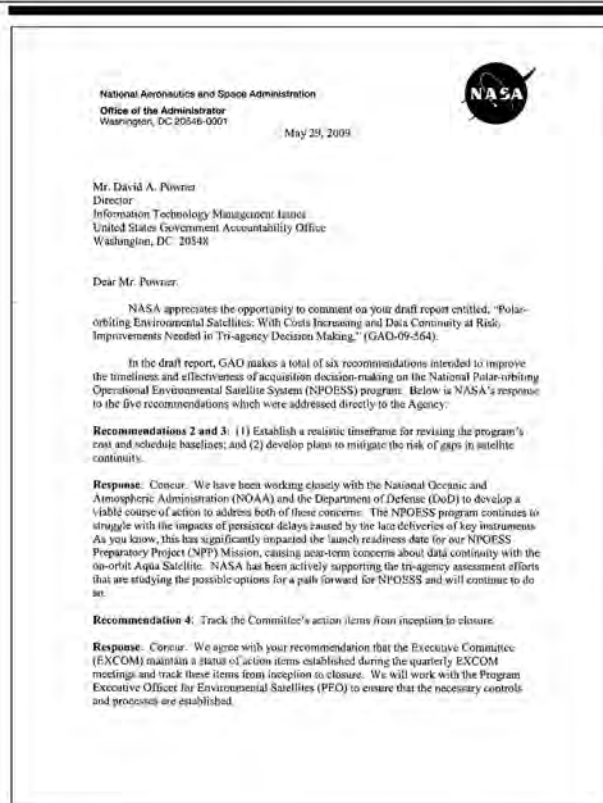 National Aeronautics and Space Administration
Office of the Administrator
Washington, DC 20546-0001
NASA
May 29, 2009
Mr. David A. Powner
Director
Information Technology Management Issues
United States Government Accountability Office
Washington, DC 20548
Dear Mr. Powner:
NASA appreciates the opportunity to comment on your draft report entitled, "Polar-
orbiting Environmental Satellites: With Costs Increasing and Data Continuity at Risk,
Improvements Needed in Tri-agency Decision Making," (GAO-09-564).
In the draft report, GAO makes a total of six recommendations intended to improve
the timeliness and effectiveness of acquisition decision-making on the National Polar-orbiting
Operational Environmental Satellite System (NPOESS) program. Below is NASA's response
to the five recommendations which were addressed directly to the Agency:
Recommendations 2 and 3: (1) Establish a realistic timeframe for revising the program's
cost and schedule baselines; and (2) develop plans to mitigate the risk of gaps in satellite
continuity.
Response: Concur. We have been working closely with the National Oceanic and
Atmospheric Administration (NOAA) and the Department of Defense (DoD) to develop a
viable course of action to address both of these concerns. The NPOESS program continues to
struggle with the impacts of persistent delays caused by the late deliveries of key instruments.
As you know, this has significantly impacted the launch readiness date for our NPOESS
Preparatory Project (NPP) Mission, causing near-term concerns about data continuity with the
on-orbit Aqua Satellite. NASA has been actively supporting the tri-agency assessment efforts
that are studying the possible options for a path forward for NPOESS and will continue to do
so.
Recommendation 4: Track the Committee's action items from inception to closure.
Response: Concur. We agree with your recommendation that the Executive Committee
(EXCOM) maintain a status of action items established during the quarterly EXCOM
meetings and track these items from inception to closure. We will work with the Program
Executive Officer for Environmental Satellites (PEO) to ensure that the necessary controls
and processes are established.